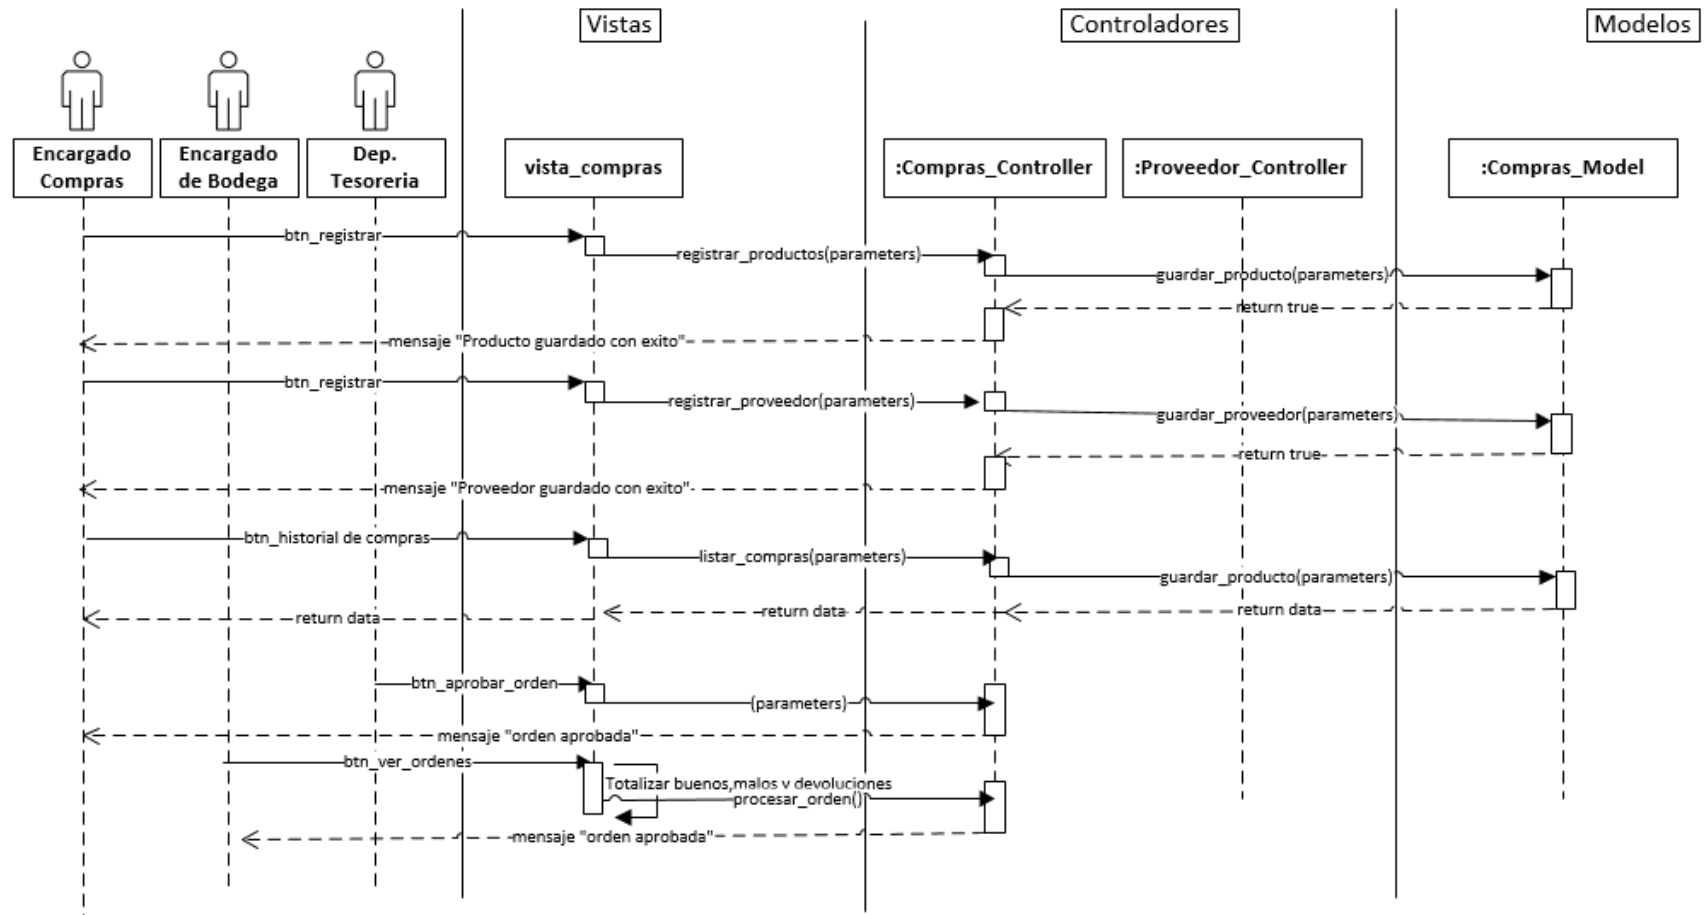 Vistas
Controladores
Modelos
Encargado
Compras
Encargado
de Bodega
Dep.
Tesoreria
vista_compras
:Compras_Controller
:Proveedor_Controller
:Compras_Model
btn_registrar
registrar_productos(parameters)
guardar_producto(parameters)
return true
mensaje "Producto guardado con exito"
btn_registrar
registrar_proveedor(parameters)
guardar_proveedor(parameters)
return true
mensaje "Proveedor guardado con exito"
btn_historial de compras
listar_compras(parameters)
guardar_producto(parameters)
return data
return data
return data
btn_aprobar_orden
(parameters)
mensaje "orden aprobada"
btn_ver_ordenes
Totalizar buenos,malos y devoluciones
procesar_orden()
mensaje "orden aprobada"